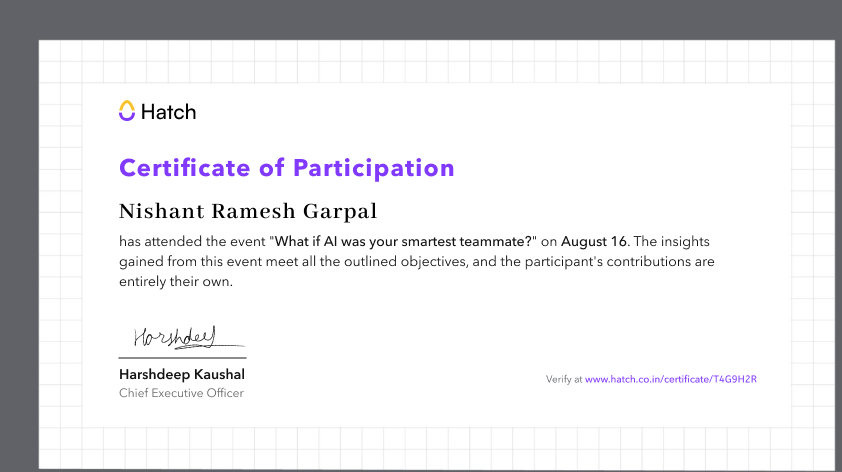 Hatch
Certificate of Participation
Nishant Ramesh Garpal
has attended the event "What if AI was your smartest teammate?" on August 16. The insights
gained from this event meet all the outlined objectives, and the participant's contributions are
entirely their own.
Harshdeep
Harshdeep Kaushal
Chief Executive Officer
Verify at www.hatch.co.in/certificate/T4G9H2R